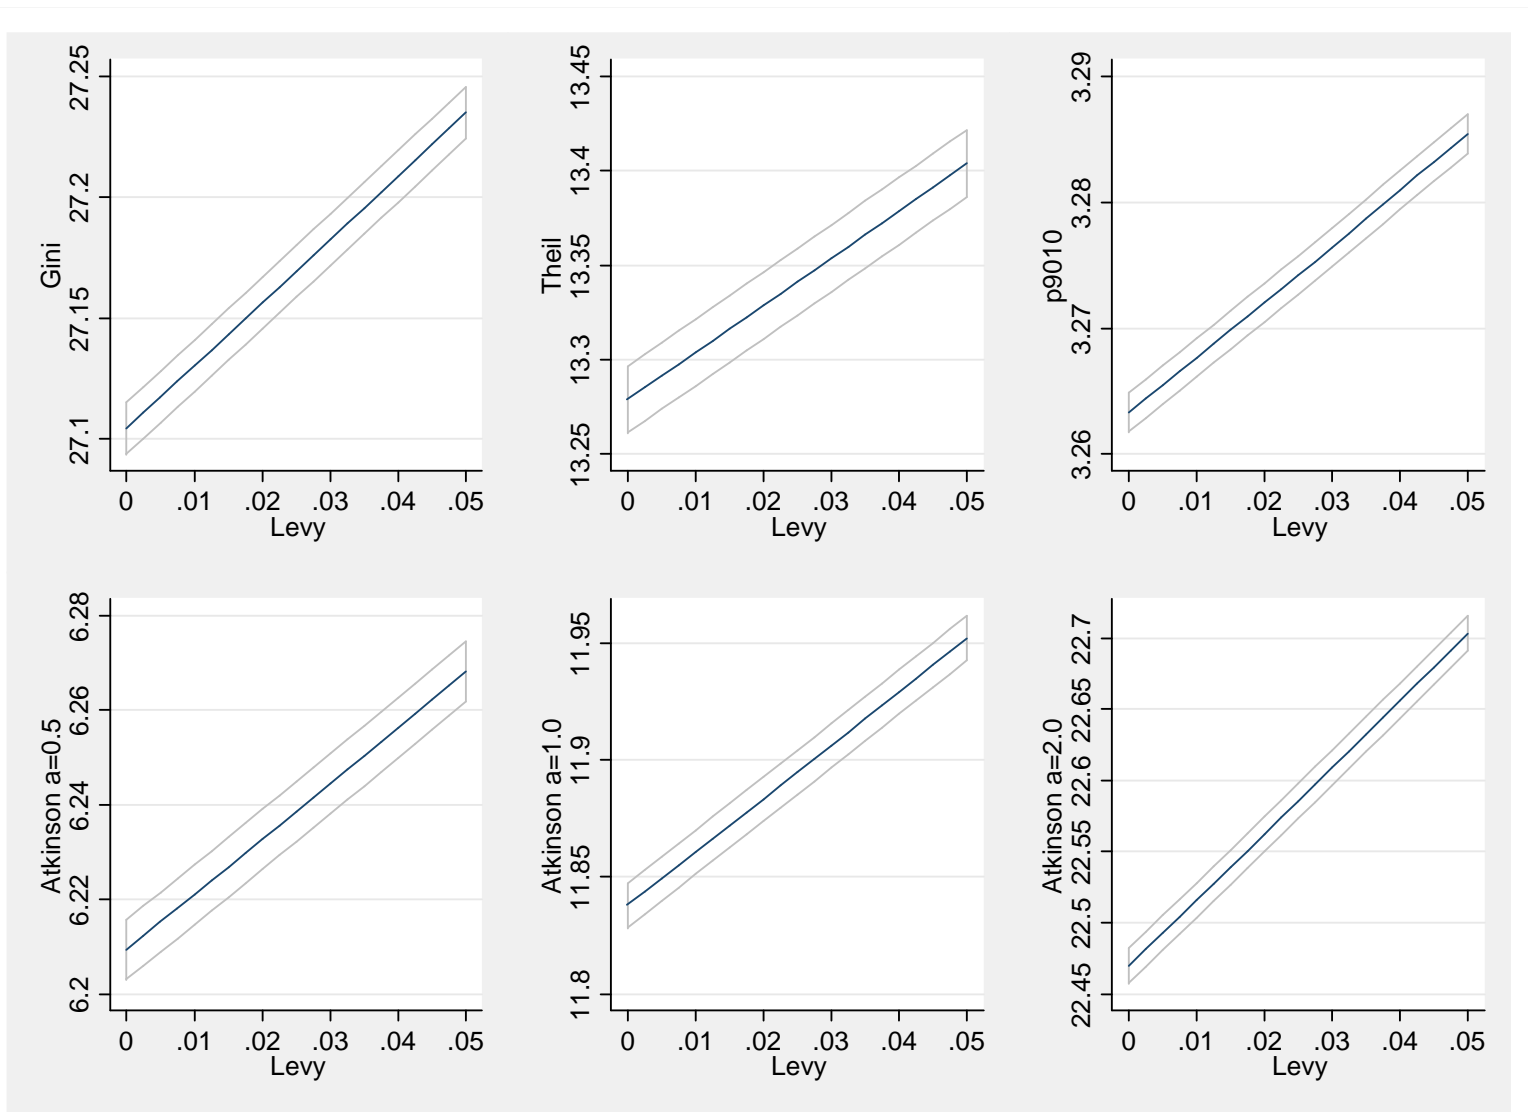 Gini
27.25
27.2
27.15
27.1
0 .01 .02 .03 .04 .05
Levy
Theil
13.45
13.4
13.35
13.3
13.25
0 .01 .02 .03 .04 .05
Levy
p9010
3.29
3.28
3.27
3.26
0 .01 .02 .03 .04 .05
Levy
Atkinson a=0.5
6.28
6.26
6.24
6.22
6.2
0 .01 .02 .03 .04 .05
Levy
Atkinson a=1.0
11.95
11.9
11.85
11.8
0 .01 .02 .03 .04 .05
Levy
Atkinson a=2.0
22.7
22.65
22.6
22.55
22.5
22.45
0 .01 .02 .03 .04 .05
Levy